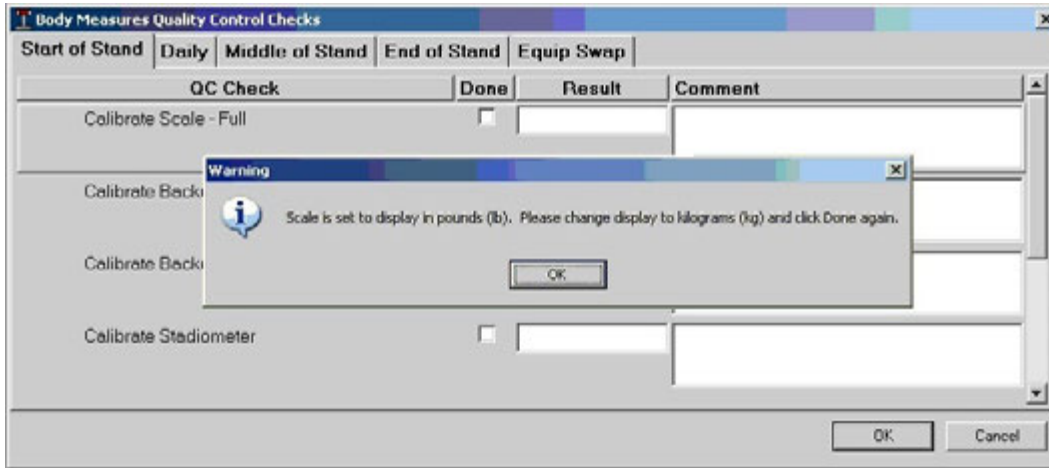 Body Measures Quality Control Checks
Start of Stand Daily Middle of Stand End of Stand Equip Swap
QC Check Done Result Comment
Calibrate Scale - Full
Warning
Calibrate
Scale is set to display in pounds (lb). Please change display to kilograms (kg) and click Done again.
Calibrate
OK
Calibrate Stadiometer
OK Cancel